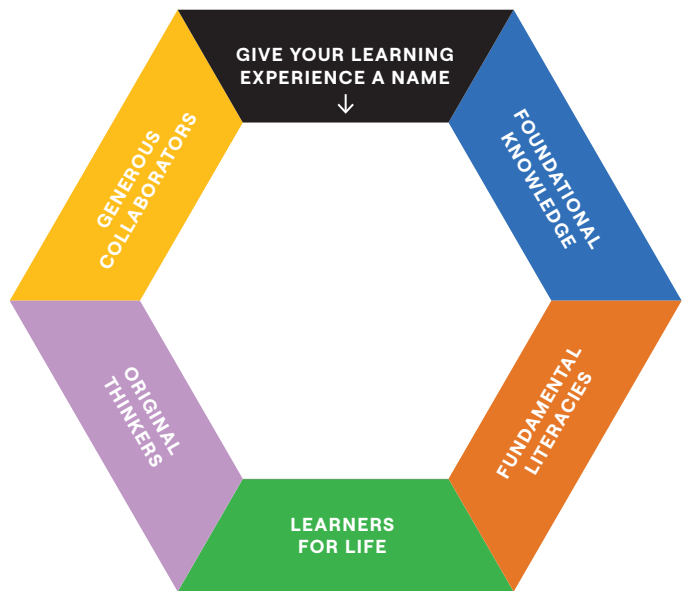 GIVE YOUR LEARNING
EXPERIENCE A NAME
↓
FOUNDATIONAL
KNOWLEDGE
FUNDAMENTAL
LITERACIES
LEARNERS
FOR LIFE
ORIGINAL
THINKERS
GENEROUS
COLLABORATORS